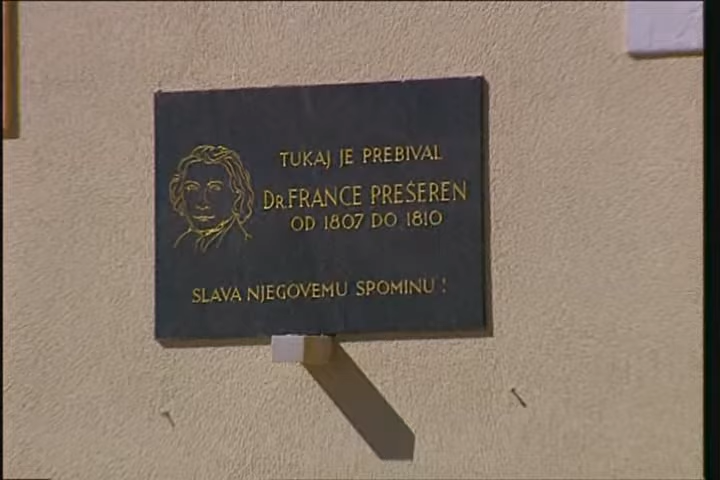 TUKAJ JE PREBIVAL
DR. FRANCE PREŠEREN
OD 1807 DO 1810
SLAVA NJEGOVEMU SPOMINU !